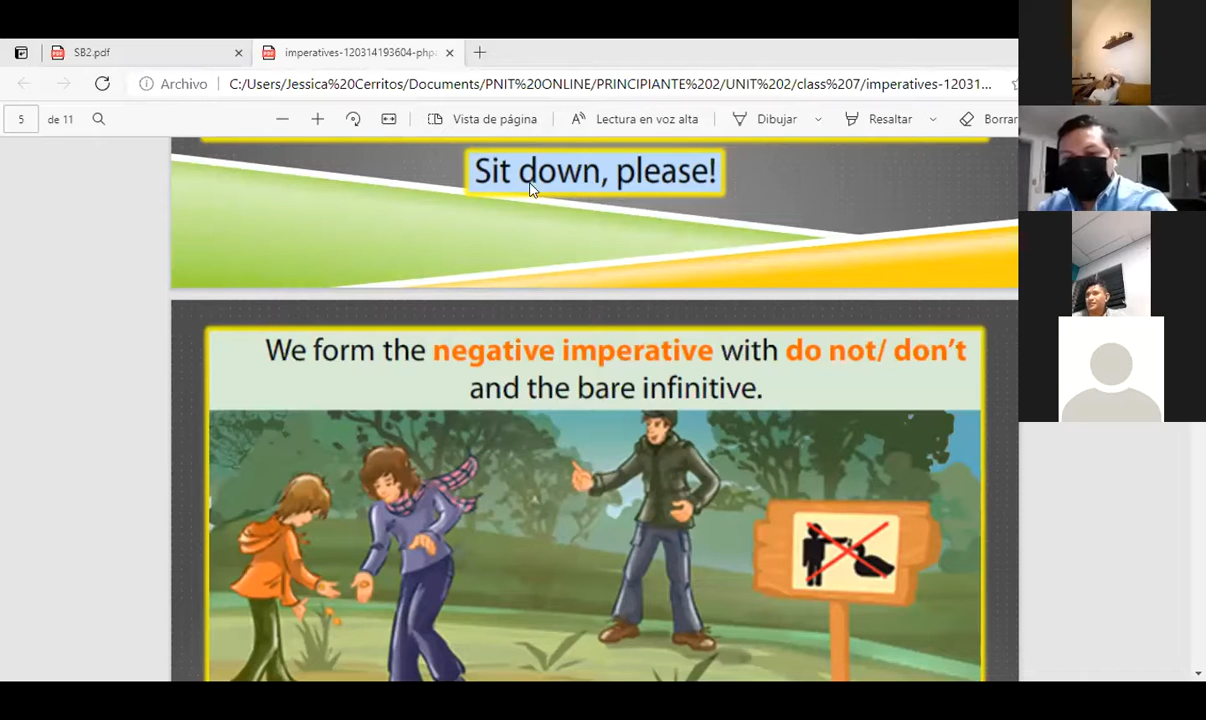 SB2.pdf
imperatives-120314193604-php
Archivo
C:/Users/Jessica%20Cerritos/Documents/PNIT%20ONLINE/PRINCIPIANTE%202/UNIT%202/class%207/imperatives-12031...
5 de 11
Vista de página
Lectura en voz alta
Dibujar
Resaltar
Borrar
Sit down, please!
We form the negative imperative with do not/ don't
and the bare infinitive.